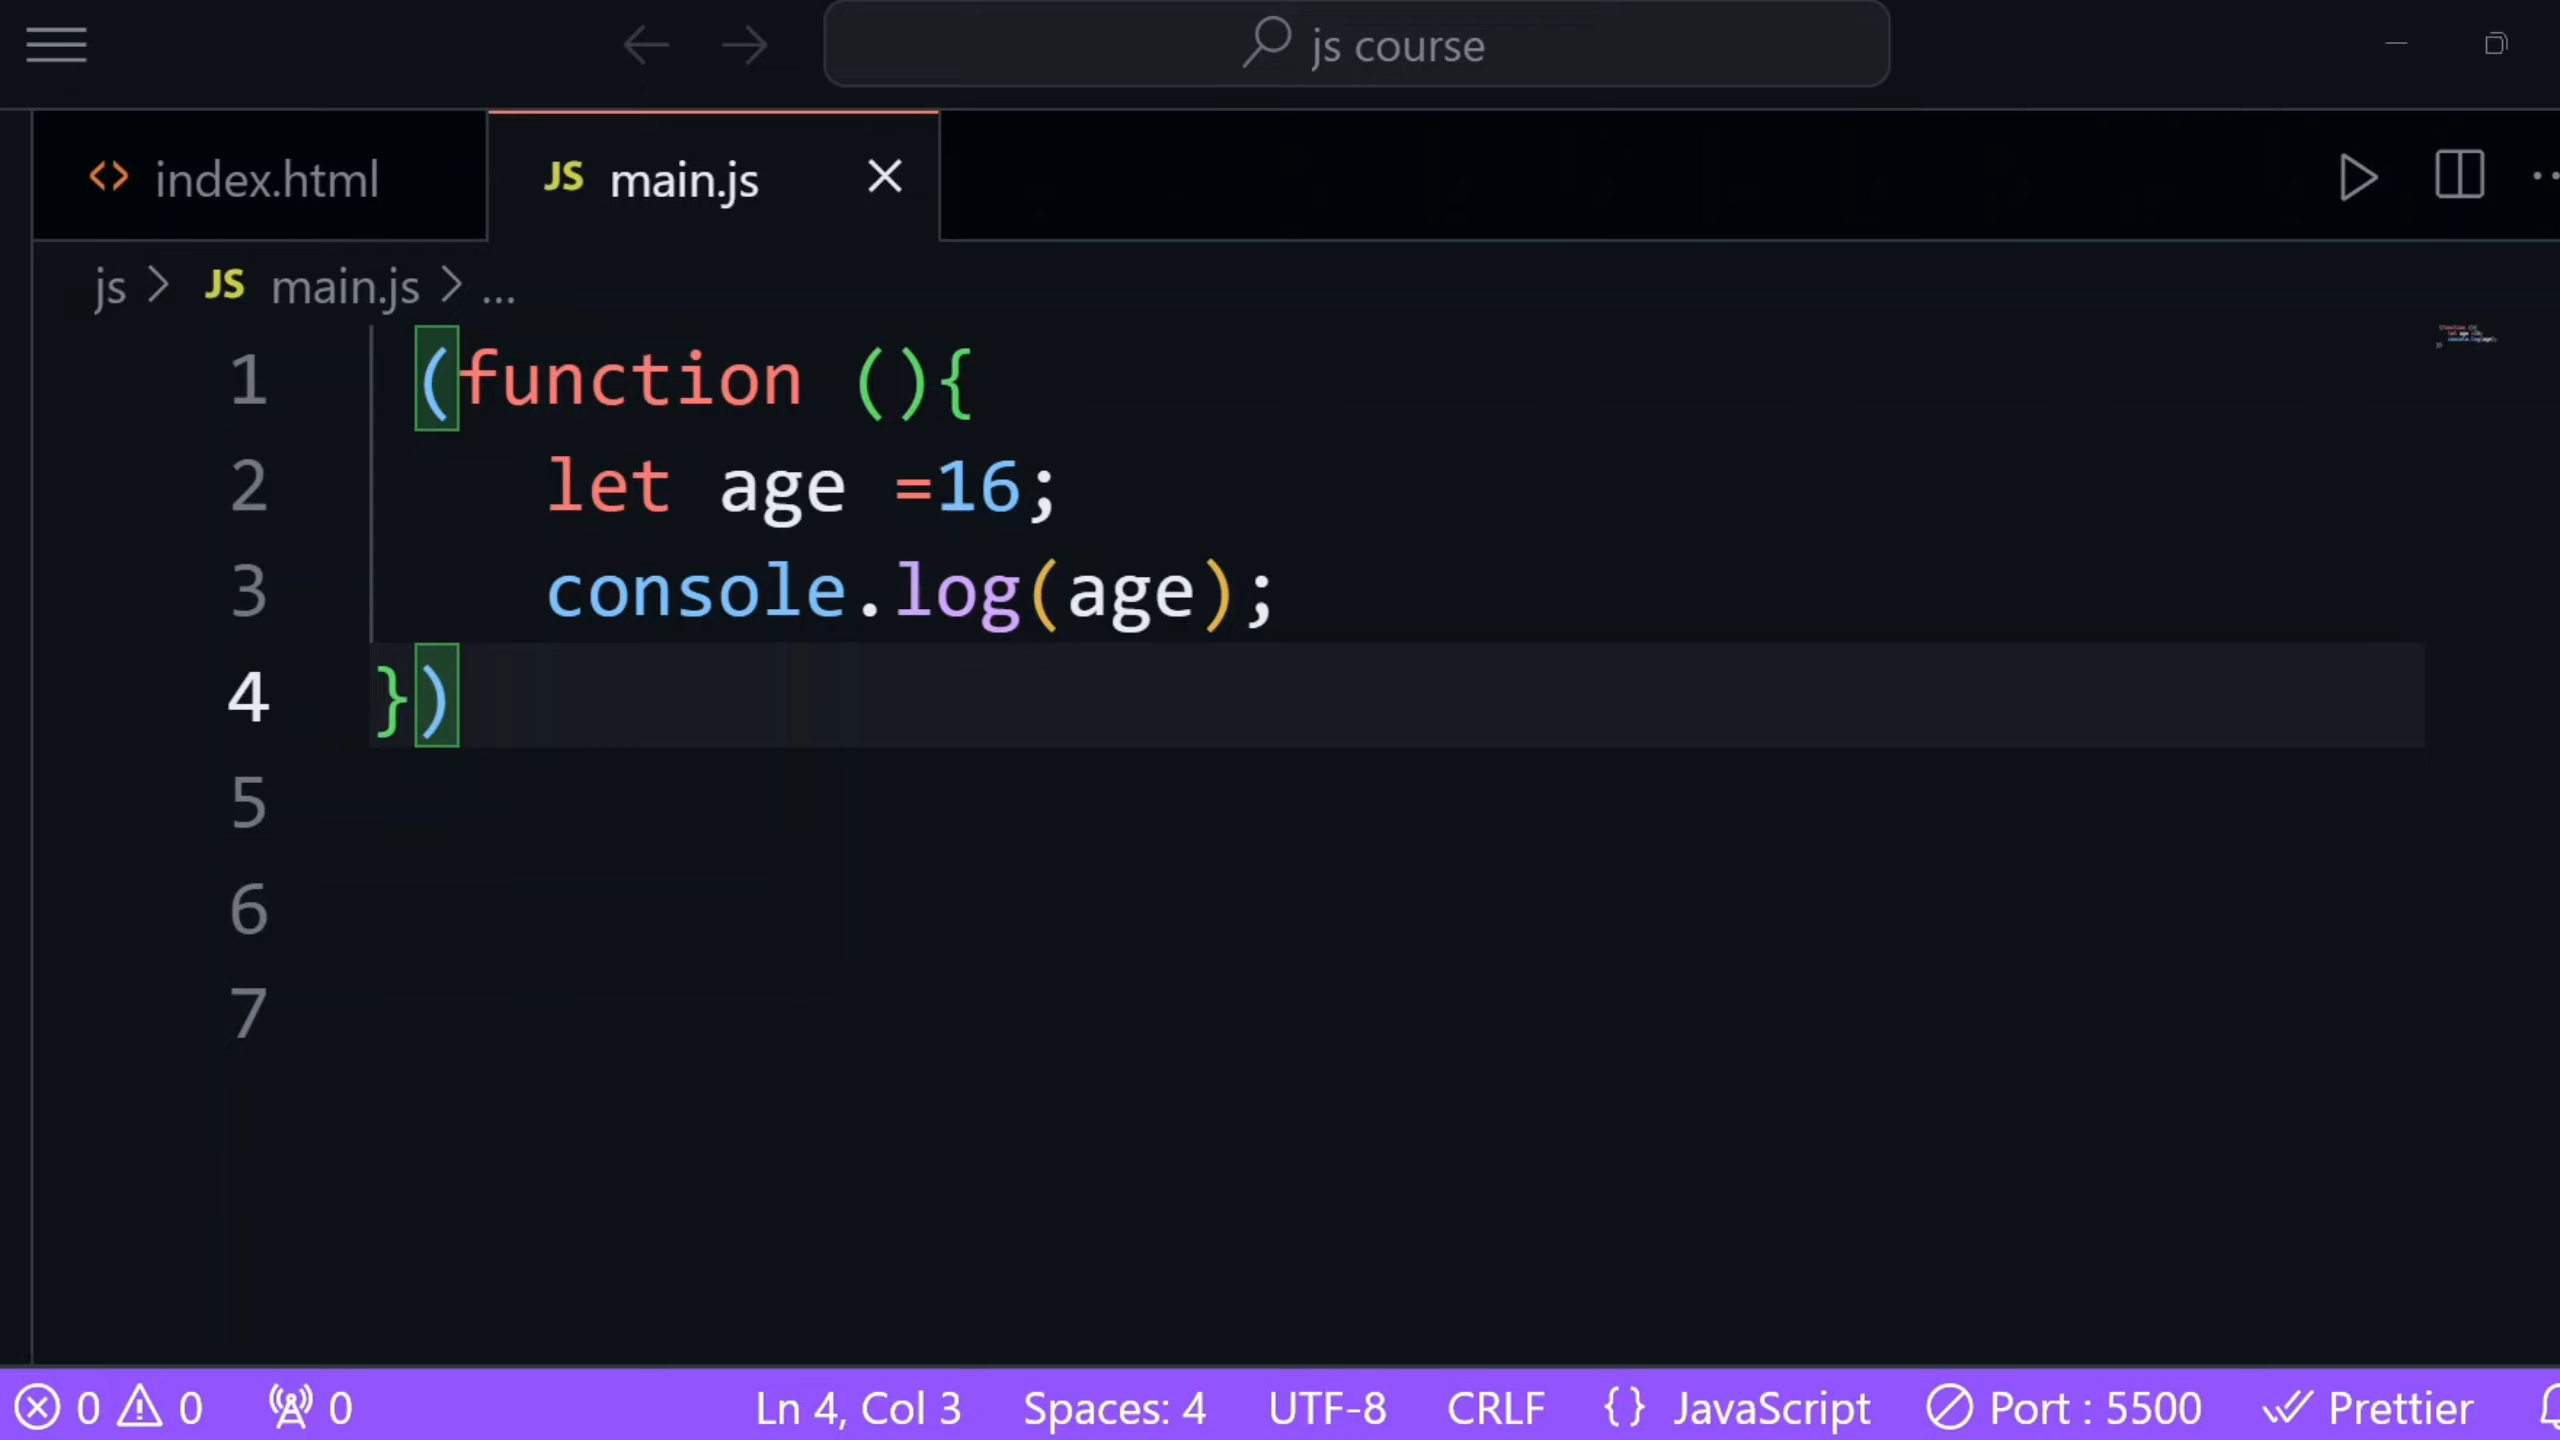 js course
index.html JS main.js
js > JS main.js > ...
1 (function (){
2 let age =16;
3 console.log(age);
4 })
5
6
7
0 0 0 Ln 4, Col 3 Spaces: 4 UTF-8 CRLF {} JavaScript Port : 5500 Prettier